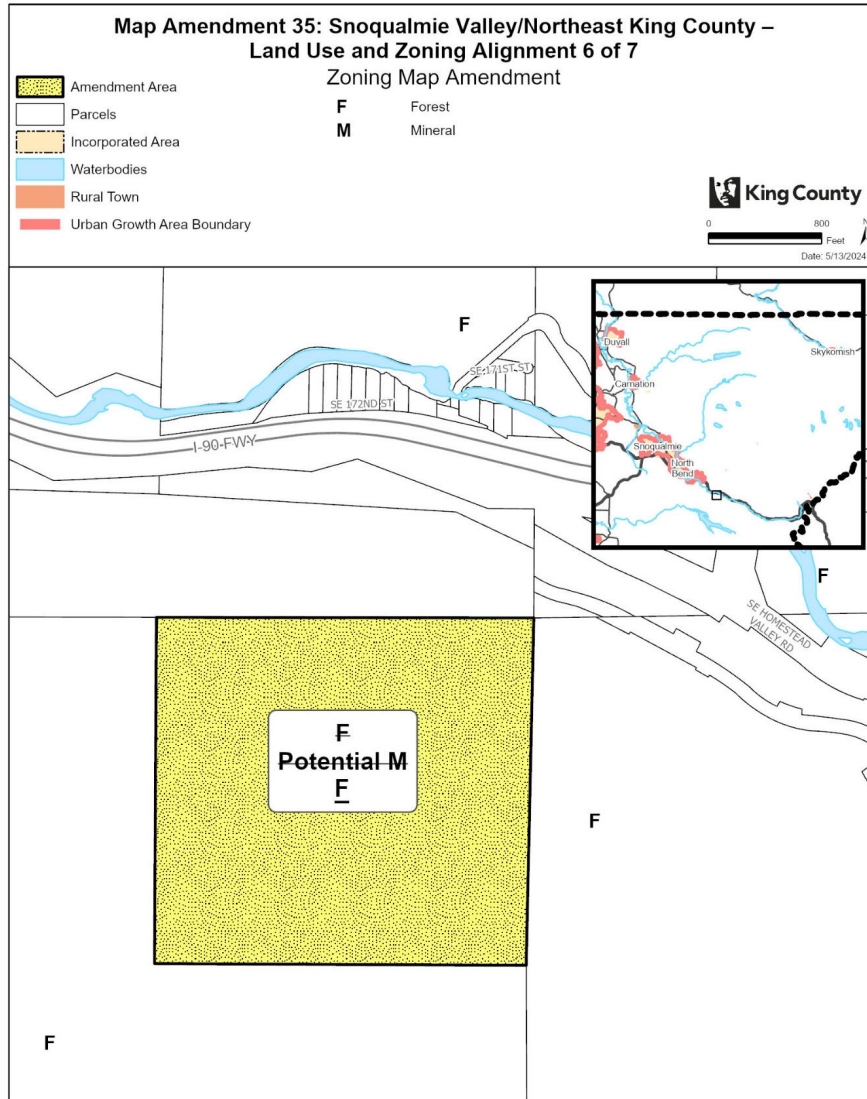 Map Amendment 35: Snoqualmie Valley/Northeast King County –
Land Use and Zoning Alignment 6 of 7
Zoning Map Amendment
Amendment Area
Parcels
Incorporated Area
Waterbodies
Rural Town
Urban Growth Area Boundary
F Forest
M Mineral
King County
0 800
Feet
N
Date: 5/13/2024
F
SE 171ST ST
SE 172ND ST
I-90 FWY
Duvall
Skykomish
Carnation
Snoqualmie
North
Bend
F
SE HOMESTEAD
VALLEY RD
F
Potential M
F
F
F